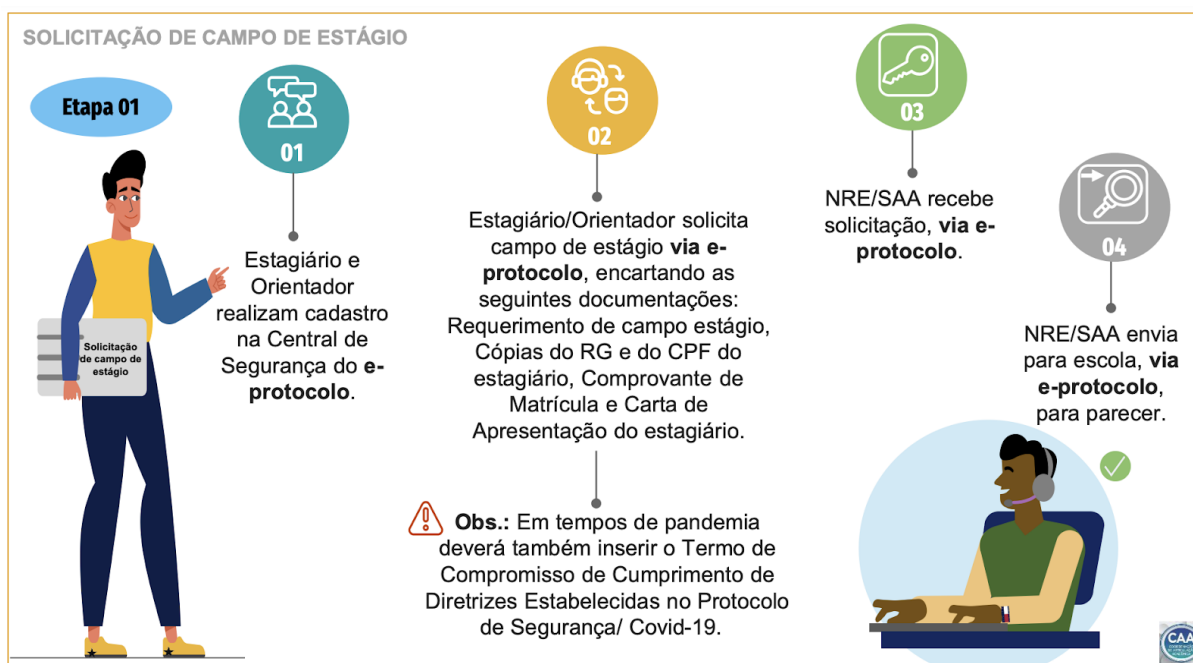 SOLICITAÇÃO DE CAMPO DE ESTÁGIO
Etapa 01
Solicitação
de campo de
estágio
01
Estagiário e
Orientador
realizam cadastro
na Central de
Segurança do e-
protocolo.
02
Estagiário/Orientador solicita
campo de estágio via e-
protocolo, encartando as
seguintes documentações:
Requerimento de campo estágio,
Cópias do RG e do CPF do
estagiário, Comprovante de
Matrícula e Carta de
Apresentação do estagiário.
Obs.: Em tempos de pandemia
deverá também inserir o Termo de
Compromisso de Cumprimento de
Diretrizes Estabelecidas no Protocolo
de Segurança/ Covid-19.
03
NRE/SAA recebe
solicitação, via e-
protocolo.
04
NRE/SAA envia
para escola, via
e-protocolo,
para parecer.
CAA